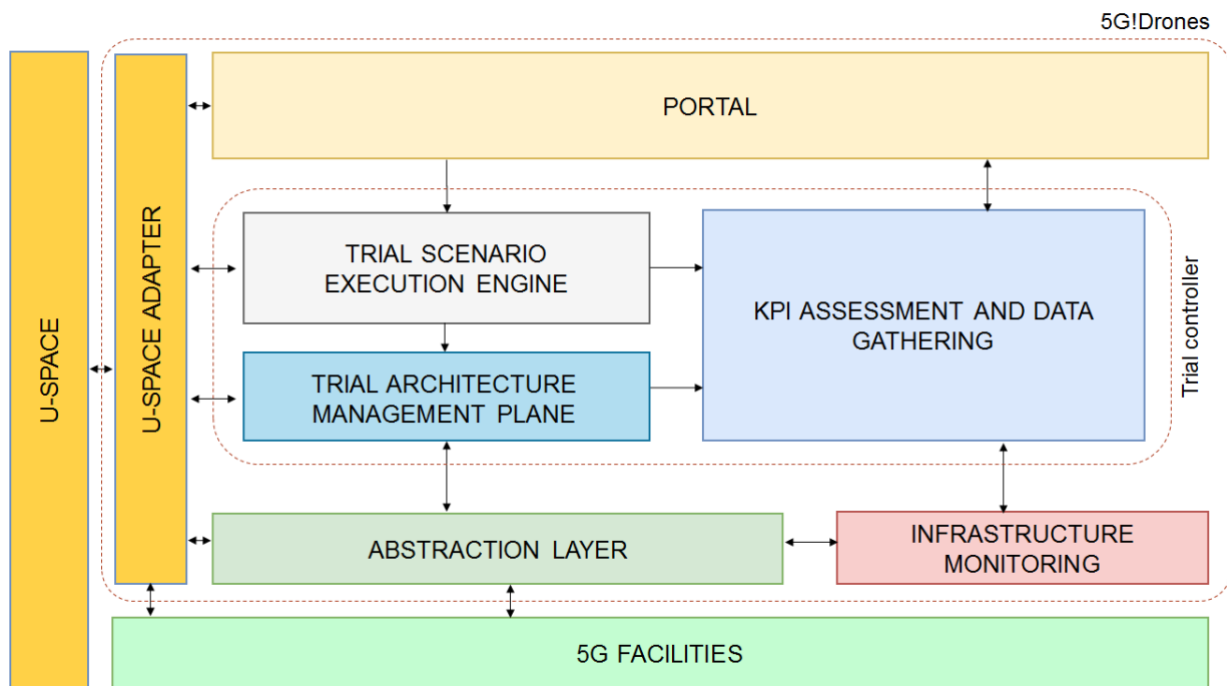 5G!Drones
PORTAL
U-SPACE
U-SPACE ADAPTER
TRIAL SCENARIO
EXECUTION ENGINE
KPI ASSESSMENT AND DATA
GATHERING
Trial controller
TRIAL ARCHITECTURE
MANAGEMENT PLANE
ABSTRACTION LAYER
INFRASTRUCTURE
MONITORING
5G FACILITIES